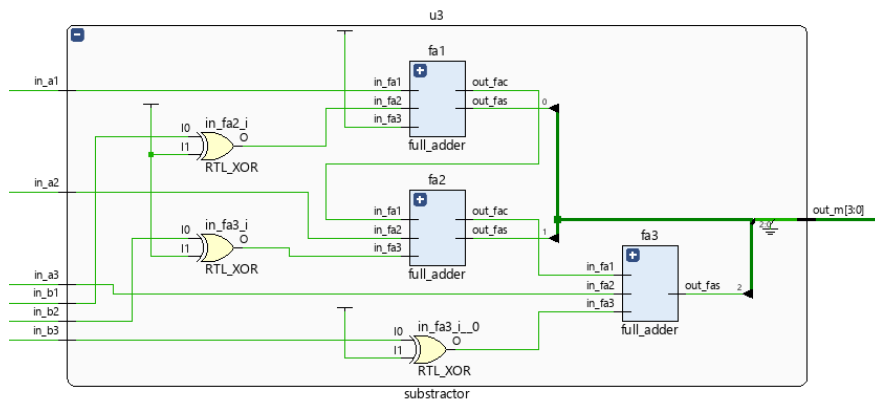 u3
fa1
in_a1
in_fa1
out_fac
in_fa2
out_fas
0
in_fa3
in_fa2_i
I0
O
I1
full_adder
RTL_XOR
fa2
in_a2
in_fa1
out_fac
out_m[3:0]
in_fa3_i
in_fa2
out_fas
1
I0
O
in_fa3
fa3
I1
full_adder
RTL_XOR
in_fa1
in_a3
in_fa2
out_fas
2
in_b1
in_fa3
in_b2
in_fa3_i__0
full_adder
in_b3
I0
O
I1
RTL_XOR
substractor